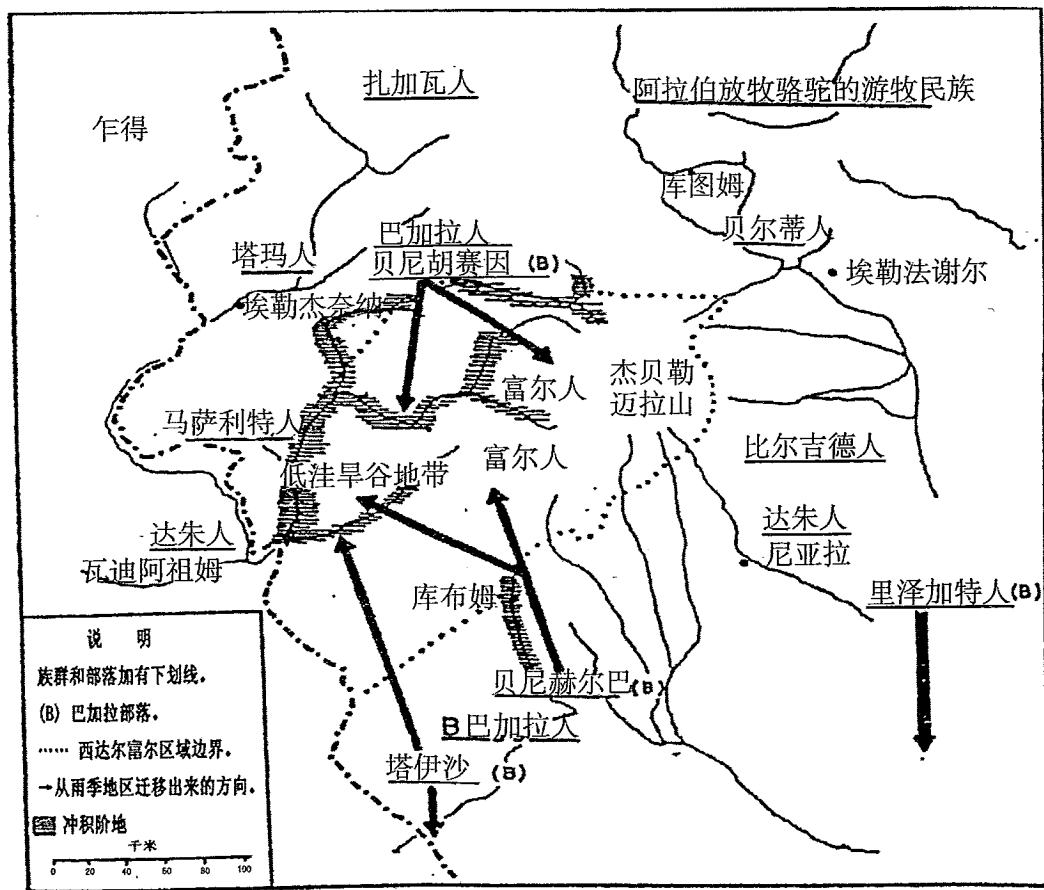 扎加瓦人
阿拉伯放牧骆驼的游牧民族
乍得
库图姆
巴加拉人
贝尔蒂人
塔玛人
贝尼胡赛因 (B)
埃勒法谢尔
埃勒杰奈纳
富尔人
杰贝勒
迈拉山
马萨利特人
比尔吉德人
富尔人
低洼旱谷地带
达朱人
达朱人
瓦迪阿祖姆
尼亚拉
库布姆
里泽加特人 (B)
贝尼赫尔巴 (B)
B巴加拉人
塔伊沙 (B)
说 明
族群和部落加有下划线.
(B) 巴加拉部落.
······ 西达尔富尔区域边界.
→从雨季地区迁移出来的方向.
冲积阶地
千米
0 20 40 60 80 100